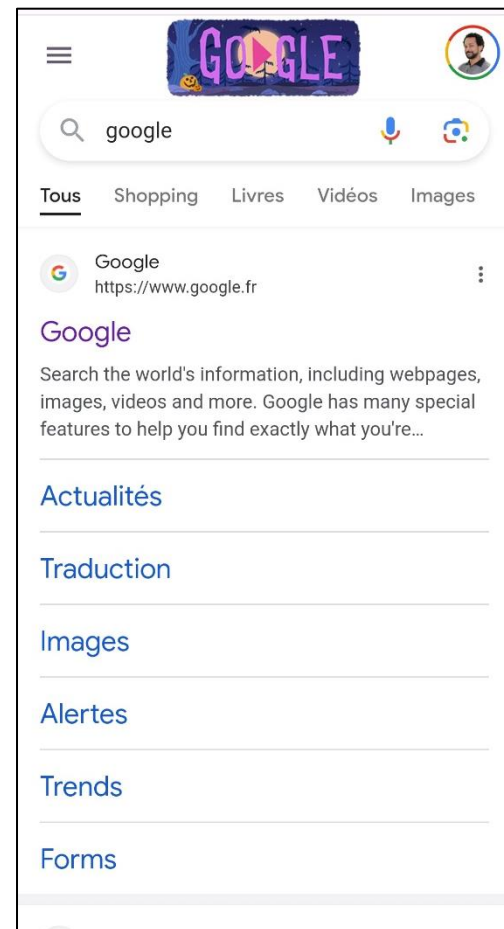 GOOGLE
google
Tous Shopping Livres Vidéos Images
G
Google
https://www.google.fr
Google
Search the world's information, including webpages,
images, videos and more. Google has many special
features to help you find exactly what you're...
Actualités
Traduction
Images
Alertes
Trends
Forms